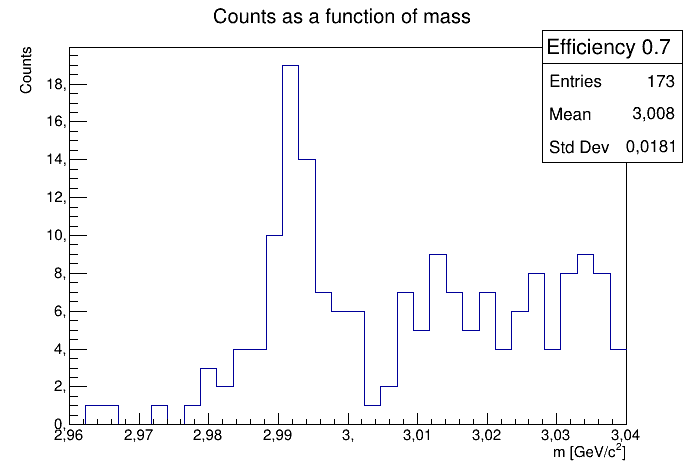 Counts as a function of mass
Efficiency 0.7
Entries 173
Mean 3,008
Std Dev 0,0181
Counts
18,
16,
14,
12,
10,
8,
6,
4,
2,
0,
2,96 2,97 2,98 2,99 3, 3,01 3,02 3,03 3,04
m [GeV/c²]